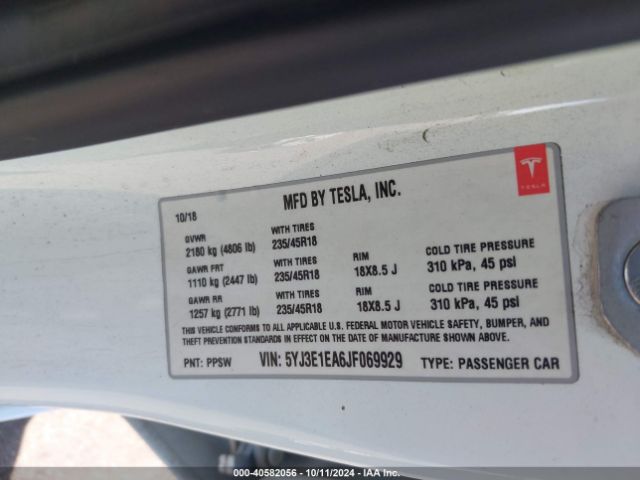 MFD BY TESLA, INC.
TESLA
10/18
GVWR WITH TIRES
2180 kg (4806 lb) 235/45R18
GAWR FRT WITH TIRES RIM COLD TIRE PRESSURE
1110 kg (2447 lb) 235/45R18 18X8.5 J 310 kPa, 45 psi
GAWR RR WITH TIRES RIM COLD TIRE PRESSURE
1257 kg (2771 lb) 235/45R18 18X8.5 J 310 kPa, 45 psi
THIS VEHICLE CONFORMS TO ALL APPLICABLE U.S. FEDERAL MOTOR VEHICLE SAFETY, BUMPER, AND
THEFT PREVENTION STANDARDS IN EFFECT ON THE DATE OF MANUFACTURE SHOWN ABOVE.
PNT: PPSW VIN: 5YJ3E1EA6JF069929 TYPE: PASSENGER CAR
000-40582056 - 10/11/2024 - IAA Inc.